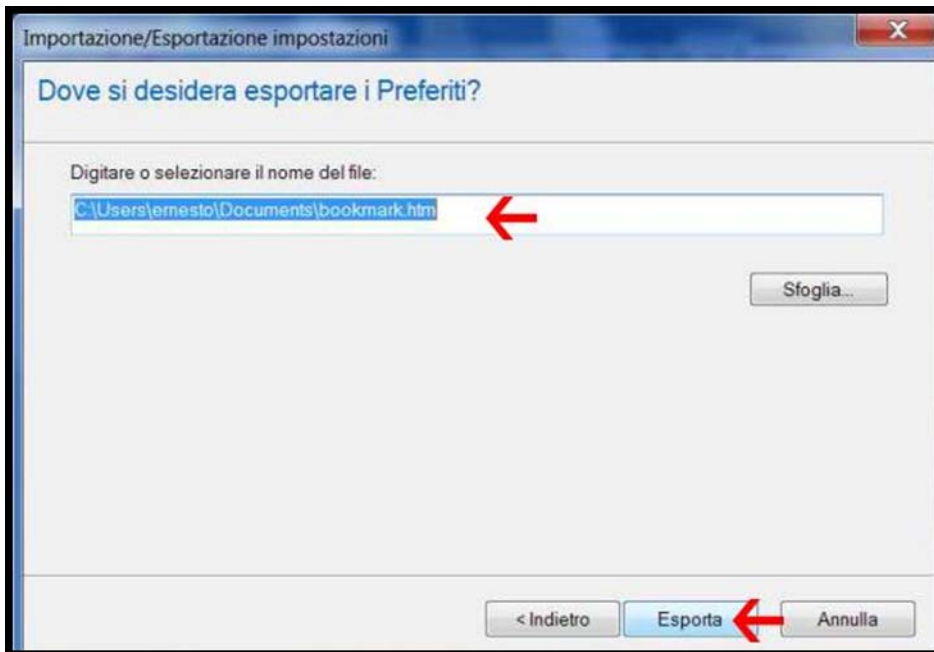 Importazione/Esportazione impostazioni
Dove si desidera esportare i Preferiti?
Digitare o selezionare il nome del file:
C:\Users\ernesto\Documents\bookmark.htm
Sfoglia...
< Indietro
Esporta
Annulla